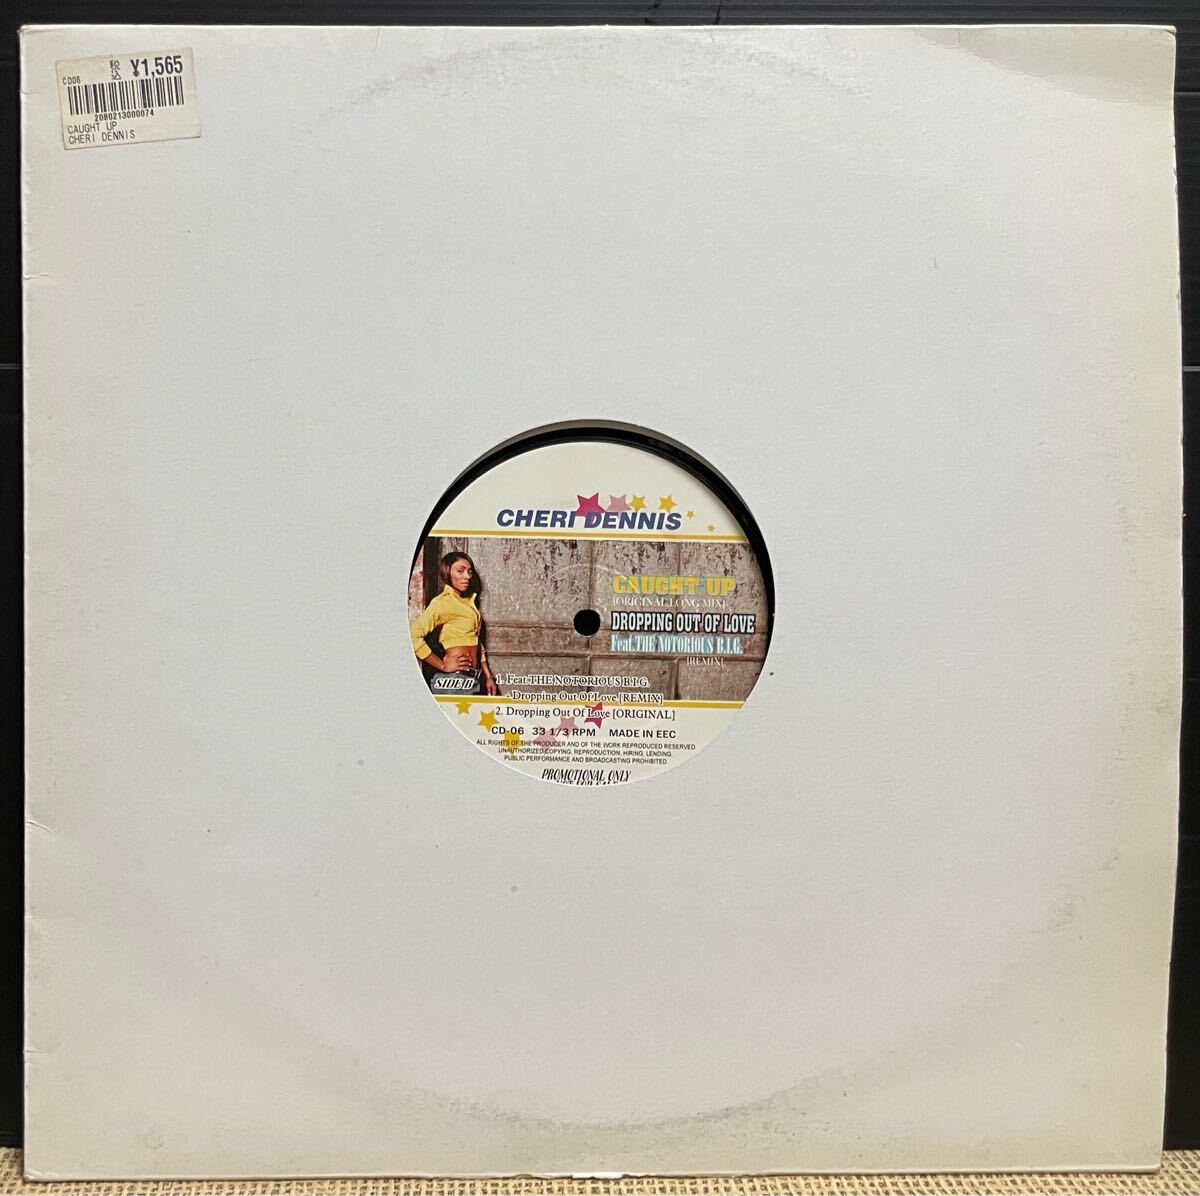 CD06 税込 ¥1,565
2080213000074
CAUGHT UP
CHERI DENNIS
CHERI DENNIS
CAUGHT UP
[ORIGINAL LONG MIX]
DROPPING OUT OF LOVE
Feat.THE NOTORIOUS B.I.G.
[REMIX]
SIDE B
1. Feat.THE NOTORIOUS B.I.G.
- Dropping Out Of Love [REMIX]
2. Dropping Out Of Love [ORIGINAL]
CD-06 33 1/3 RPM MADE IN EEC
ALL RIGHTS OF THE PRODUCER AND OF THE WORK REPRODUCED RESERVED.
UNAUTHORIZED COPYING, REPRODUCTION, HIRING, LENDING,
PUBLIC PERFORMANCE AND BROADCASTING PROHIBITED.
PROMOTIONAL ONLY